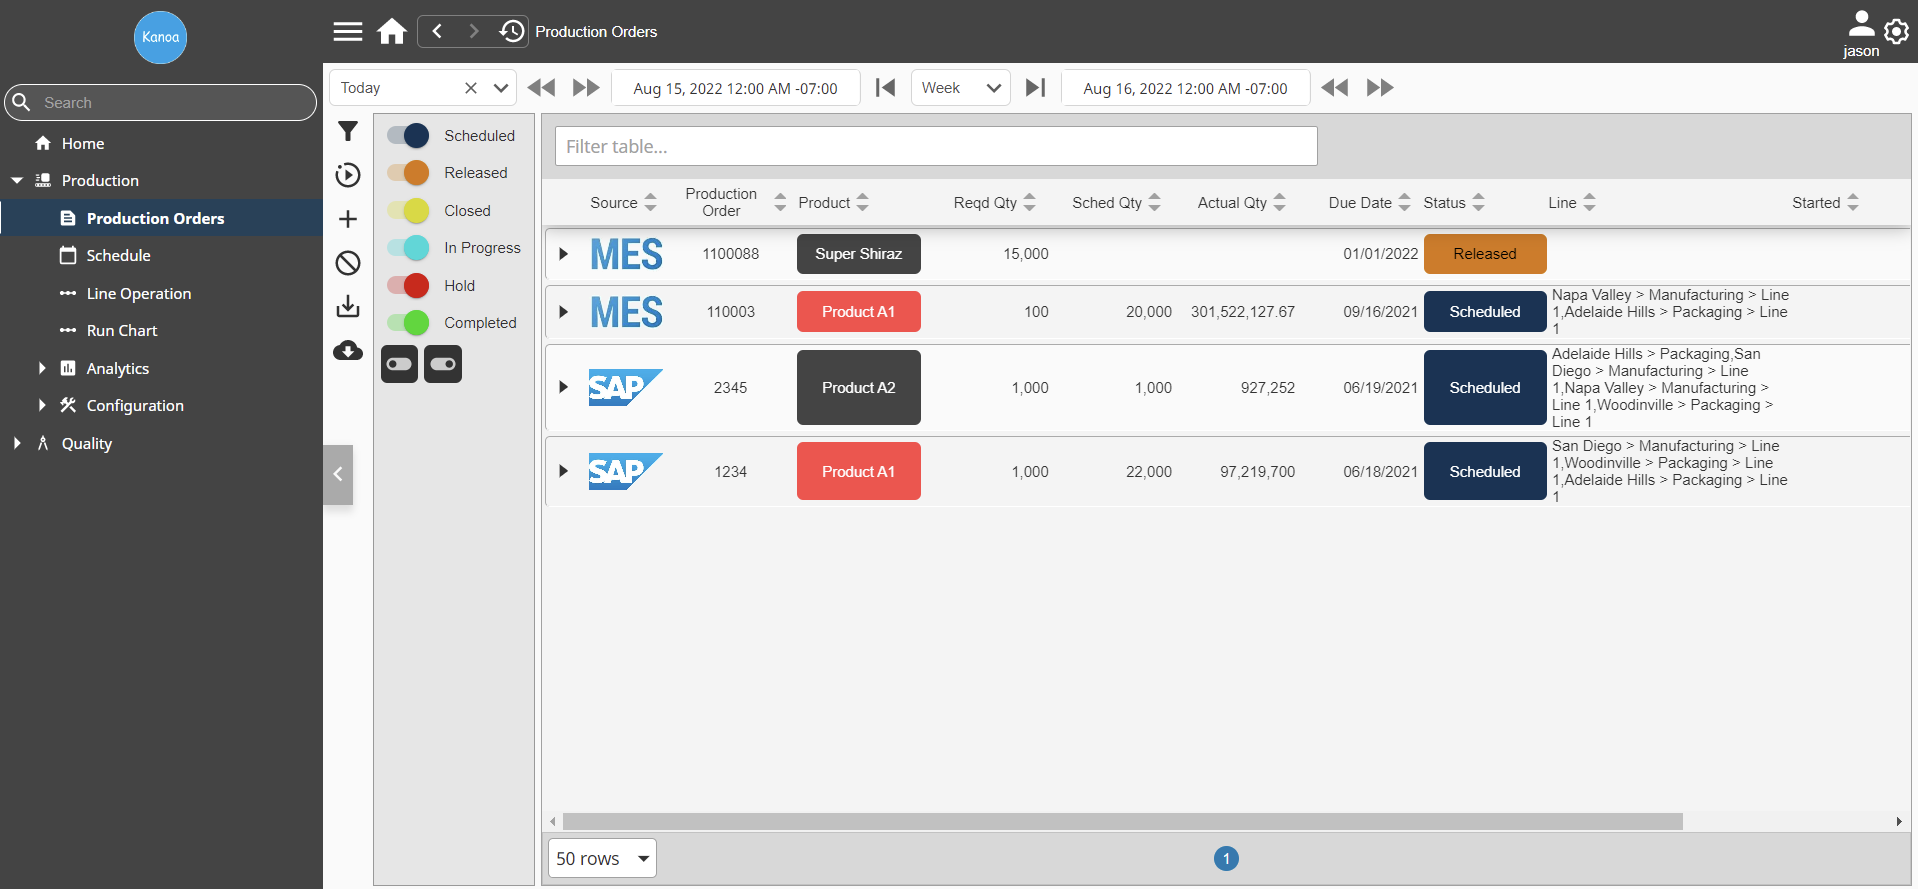 Kanoa
Production Orders
jason
Search
Home
Production
Production Orders
Schedule
Line Operation
Run Chart
Analytics
Configuration
Quality
Today
Aug 15, 2022 12:00 AM -07:00
Week
Aug 16, 2022 12:00 AM -07:00
Scheduled
Released
Closed
In Progress
Hold
Completed
Filter table...
Source Production Order Product Reqd Qty Sched Qty Actual Qty Due Date Status Line Started
MES 1100088 Super Shiraz 15,000 01/01/2022 Released
MES 110003 Product A1 100 20,000 301,522,127.67 09/16/2021 Scheduled
Napa Valley > Manufacturing > Line
1,Adelaide Hills > Packaging > Line
1
SAP 2345 Product A2 1,000 1,000 927,252 06/19/2021 Scheduled
Adelaide Hills > Packaging,San
Diego > Manufacturing > Line
1,Napa Valley > Manufacturing >
Line 1,Woodinville > Packaging >
Line 1
SAP 1234 Product A1 1,000 22,000 97,219,700 06/18/2021 Scheduled
San Diego > Manufacturing > Line
1,Woodinville > Packaging > Line
1,Adelaide Hills > Packaging > Line
1
50 rows
1